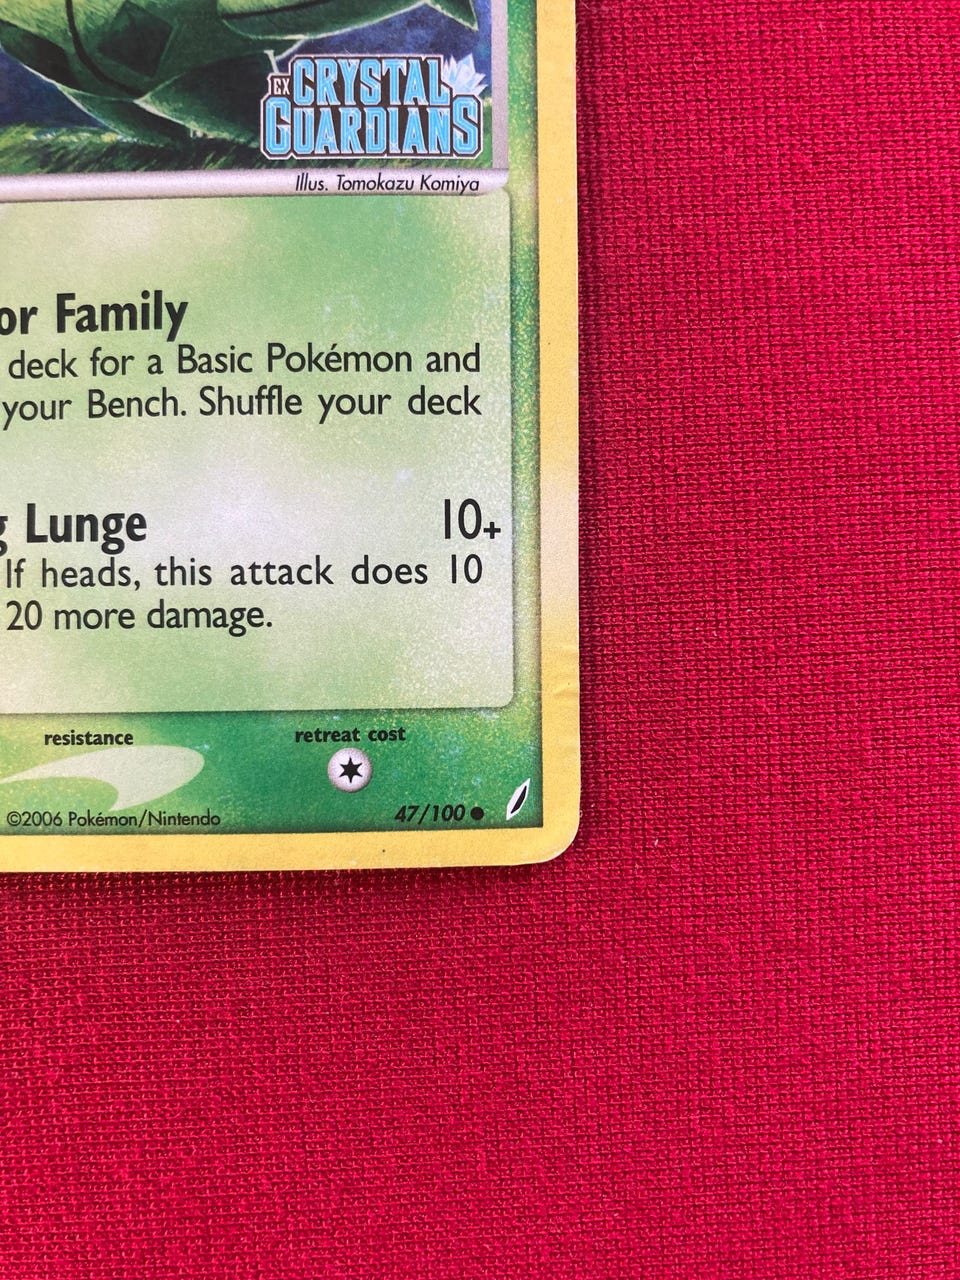 EX CRYSTAL
GUARDIANS
Illus. Tomokazu Komiya
or Family
deck for a Basic Pokémon and
your Bench. Shuffle your deck
g Lunge 10+
If heads, this attack does 10
20 more damage.
resistance retreat cost
©2006 Pokémon/Nintendo 47/100